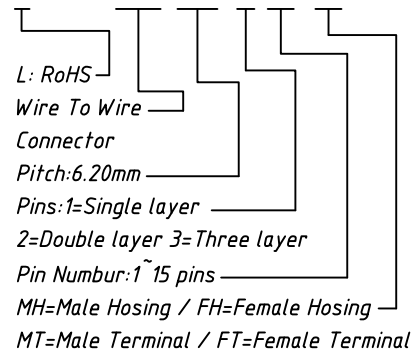 L: RoHS
Wire To Wire
Connector
Pitch:6.20mm
Pins:1=Single layer
2=Double layer 3=Three layer
Pin Numbur:1~15 pins
MH=Male Hosing / FH=Female Hosing
MT=Male Terminal / FT=Female Terminal